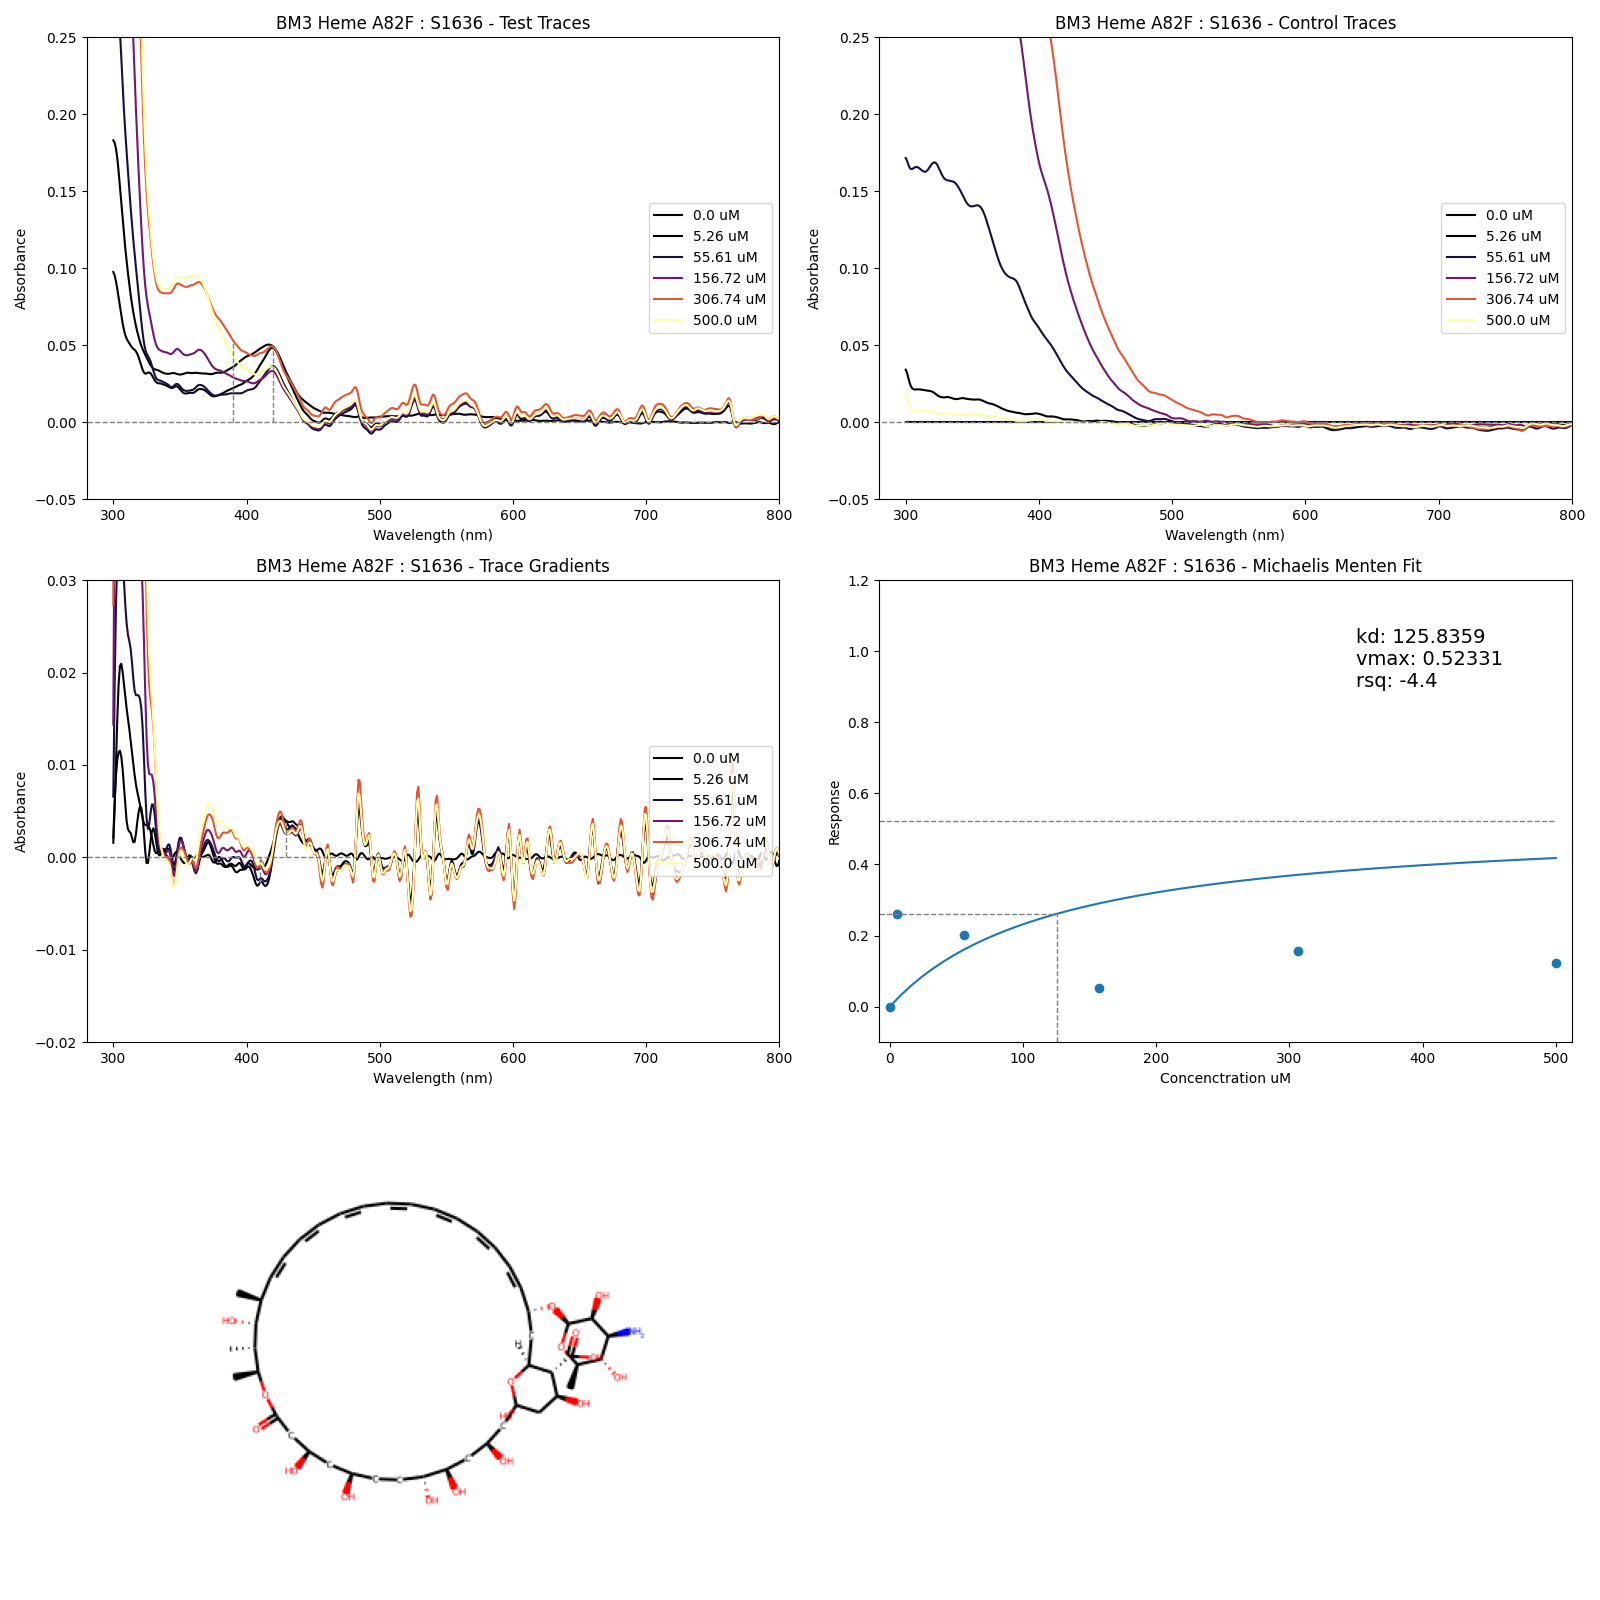 BM3 Heme A82F : S1636 - Test Traces
Absorbance
0.25
0.20
0.15
0.10
0.05
0.00
−0.05
0.0 uM
5.26 uM
55.61 uM
156.72 uM
306.74 uM
500.0 uM
300 400 500 600 700 800
Wavelength (nm)
BM3 Heme A82F : S1636 - Control Traces
Absorbance
0.25
0.20
0.15
0.10
0.05
0.00
−0.05
0.0 uM
5.26 uM
55.61 uM
156.72 uM
306.74 uM
500.0 uM
300 400 500 600 700 800
Wavelength (nm)
BM3 Heme A82F : S1636 - Trace Gradients
Absorbance
0.03
0.02
0.01
0.00
−0.01
−0.02
0.0 uM
5.26 uM
55.61 uM
156.72 uM
306.74 uM
500.0 uM
300 400 500 600 700 800
Wavelength (nm)
BM3 Heme A82F : S1636 - Michaelis Menten Fit
Response
1.2
1.0
0.8
0.6
0.4
0.2
0.0
kd: 125.8359
vmax: 0.52331
rsq: -4.4
0 100 200 300 400 500
Concenctration uM
OH
O
HO
NH2
O
O
H
OH
OH
O
O
OH
HO
O
C
C
OH
HO
C
C
C
C
OH
OH
OH